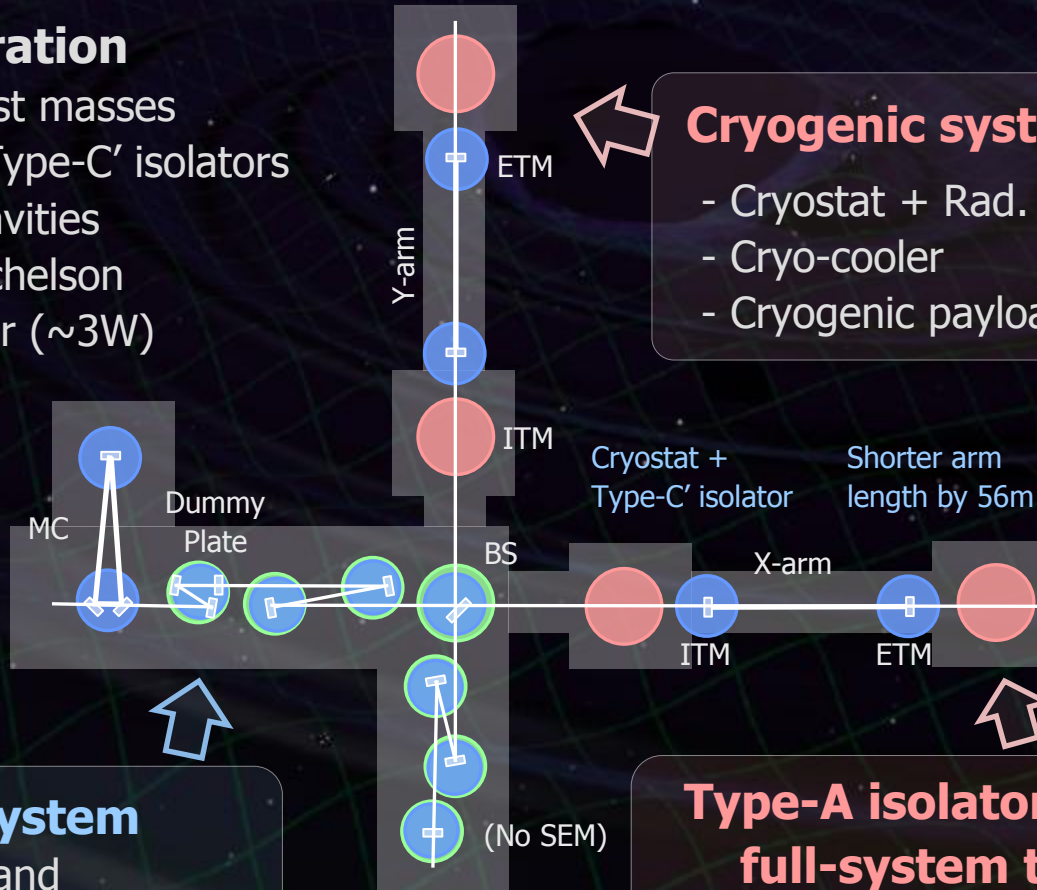 ration
st masses
Type-C’ isolators
avities
chelson
r (~3W)
ETM
Y-arm
Cryogenic syst
- Cryostat + Rad.
- Cryo-cooler
- Cryogenic payloa
ITM
Cryostat +
Type-C’ isolator
Shorter arm
length by 56m
MC
Dummy
Plate
BS
X-arm
ITM
ETM
ystem
and
(No SEM)
Type-A isolator
full-system t